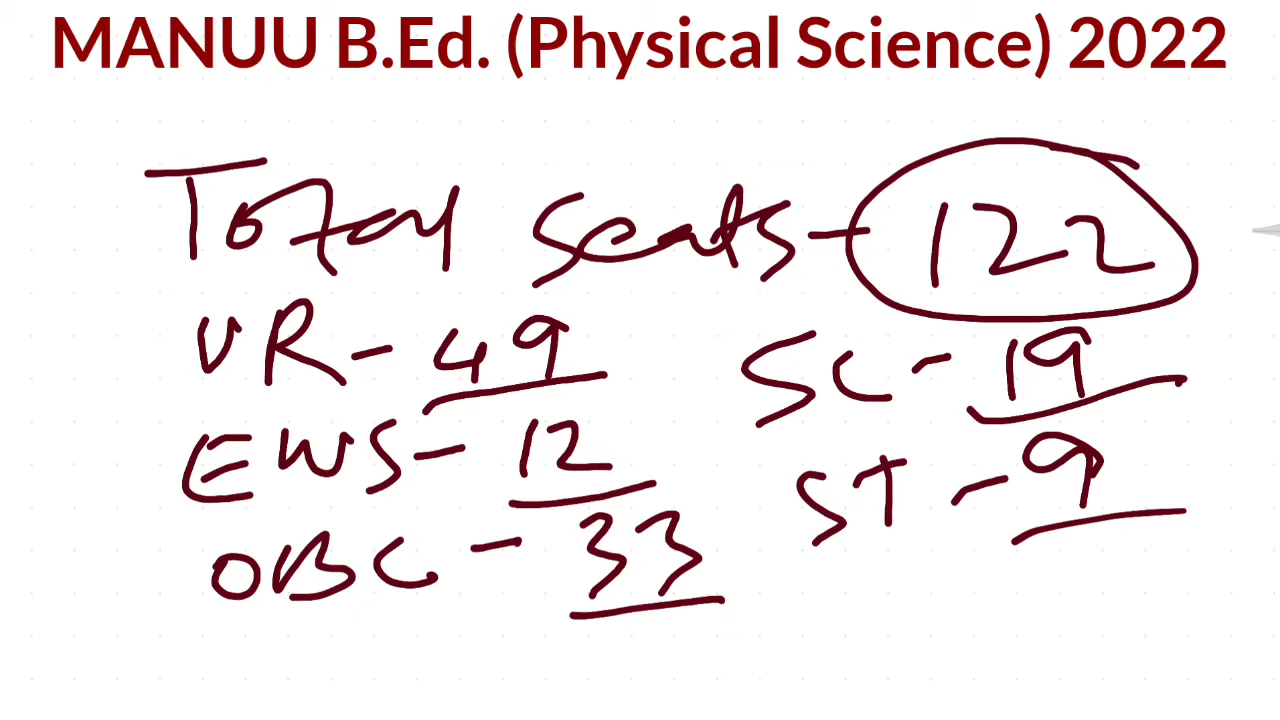 MANUU B.Ed. (Physical Science) 2022
Total seats - 122
UR - 49
SC - 19
EWS - 12
ST - 9
OBC - 33